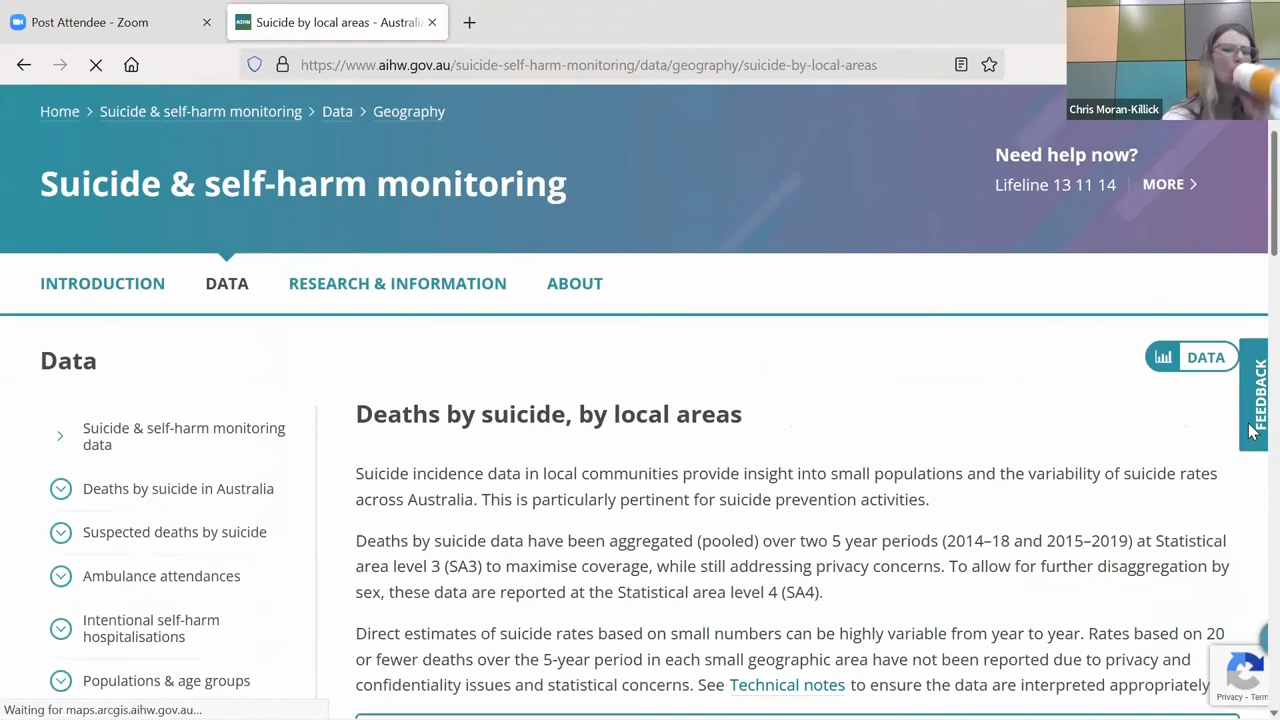 Post Attendee - Zoom
AIHW
Suicide by local areas - Australia
https://www.aihw.gov.au/suicide-self-harm-monitoring/data/geography/suicide-by-local-areas
Chris Moran-Killick
Home > Suicide & self-harm monitoring > Data > Geography
Suicide & self-harm monitoring
Need help now?
Lifeline 13 11 14 | MORE >
INTRODUCTION DATA RESEARCH & INFORMATION ABOUT
Data
DATA
FEEDBACK
Suicide & self-harm monitoring
data
Deaths by suicide in Australia
Suspected deaths by suicide
Ambulance attendances
Intentional self-harm
hospitalisations
Populations & age groups
Deaths by suicide, by local areas
Suicide incidence data in local communities provide insight into small populations and the variability of suicide rates
across Australia. This is particularly pertinent for suicide prevention activities.
Deaths by suicide data have been aggregated (pooled) over two 5 year periods (2014–18 and 2015–2019) at Statistical
area level 3 (SA3) to maximise coverage, while still addressing privacy concerns. To allow for further disaggregation by
sex, these data are reported at the Statistical area level 4 (SA4).
Direct estimates of suicide rates based on small numbers can be highly variable from year to year. Rates based on 20
or fewer deaths over the 5-year period in each small geographic area have not been reported due to privacy and
confidentiality issues and statistical concerns. See Technical notes to ensure the data are interpreted appropriately
Privacy - Term
Waiting for maps.arcgis.aihw.gov.au...